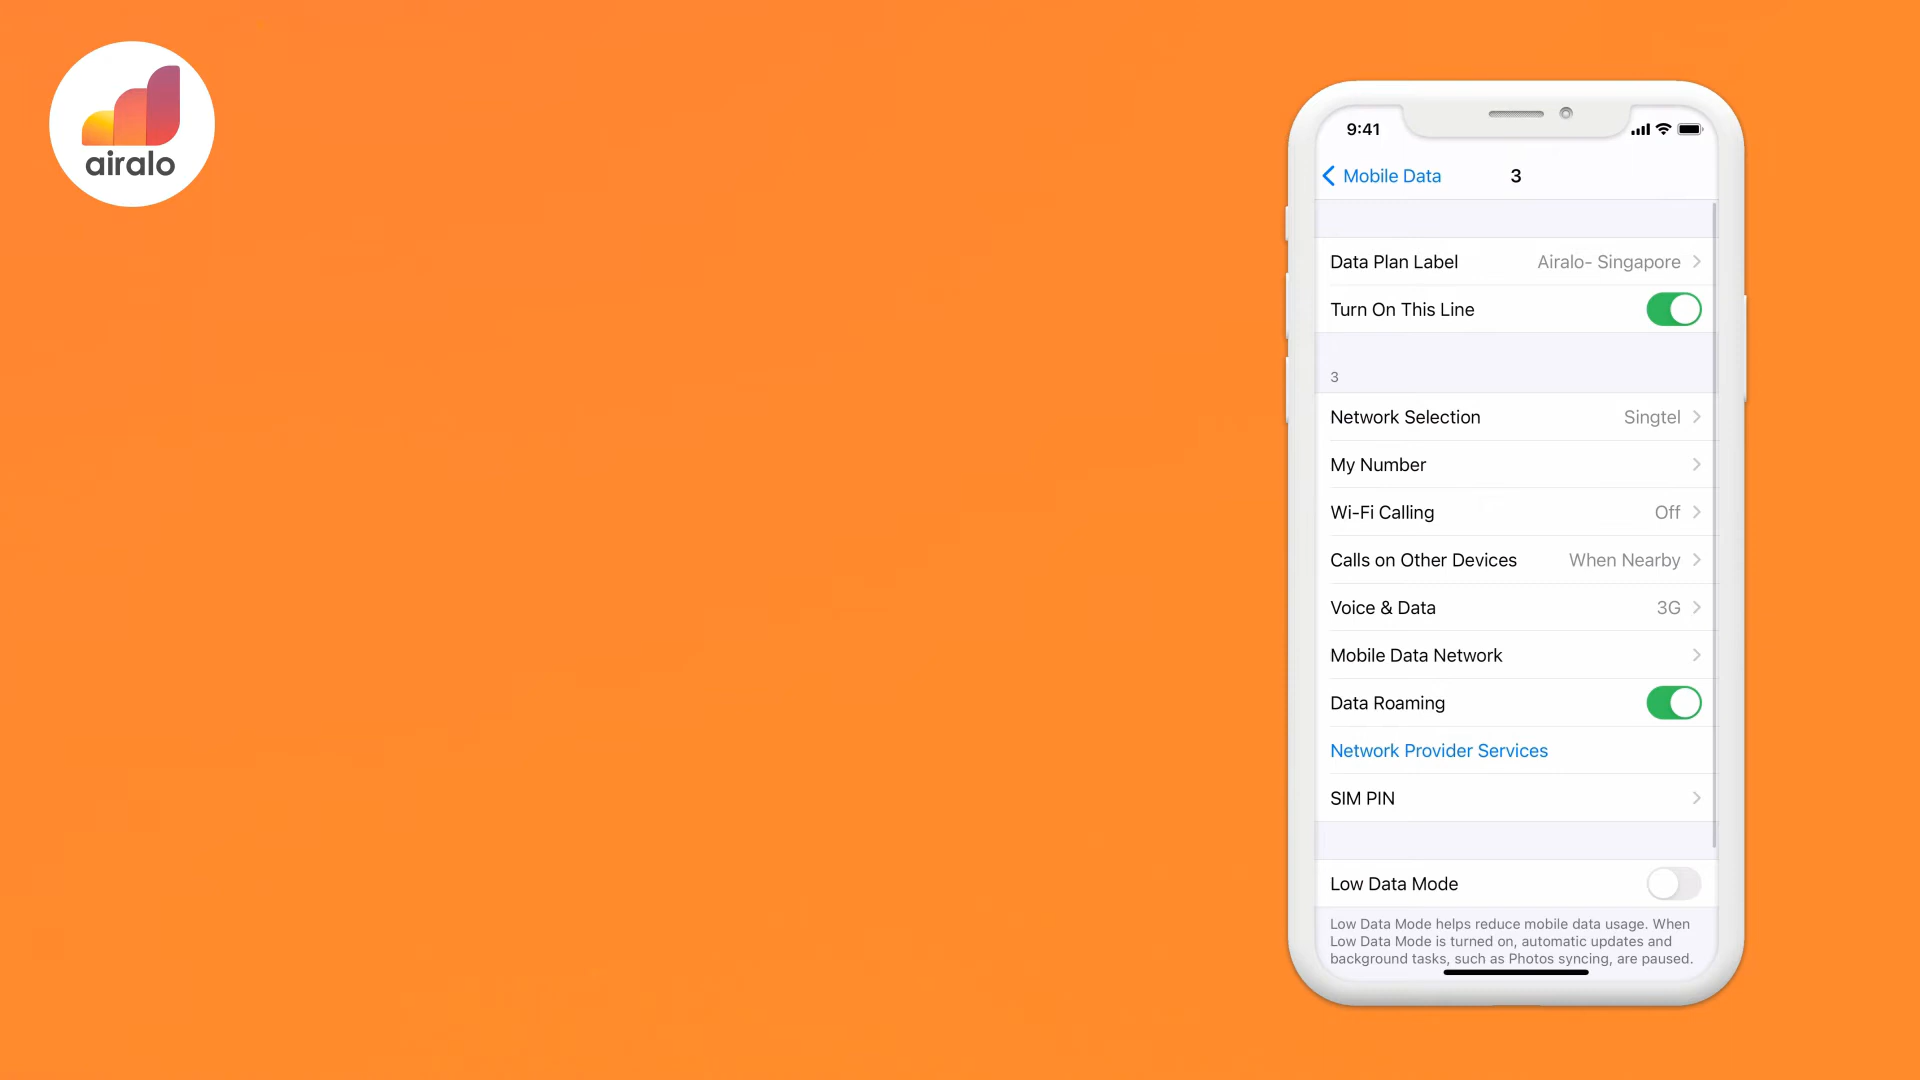 airalo
9:41
Mobile Data 3
Data Plan Label Airalo- Singapore
Turn On This Line
3
Network Selection Singtel
My Number
Wi-Fi Calling Off
Calls on Other Devices When Nearby
Voice & Data 3G
Mobile Data Network
Data Roaming
Network Provider Services
SIM PIN
Low Data Mode
Low Data Mode helps reduce mobile data usage. When
Low Data Mode is turned on, automatic updates and
background tasks, such as Photos syncing, are paused.